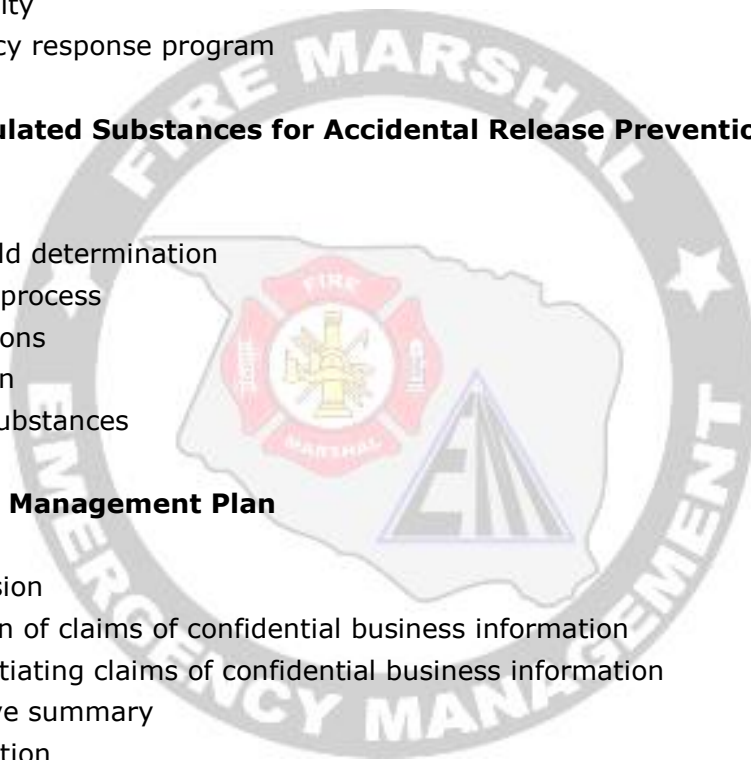 ity
cy response program
ulated Substances for Accidental Release Preventio
ld determination
process
ons
n
ubstances
Management Plan
sion
n of claims of confidential business information
tiating claims of confidential business information
ve summary
ation
FIRE MARSHAL
EMERGENCY MANAGEMENT
FIRE
MARSHAL
EM